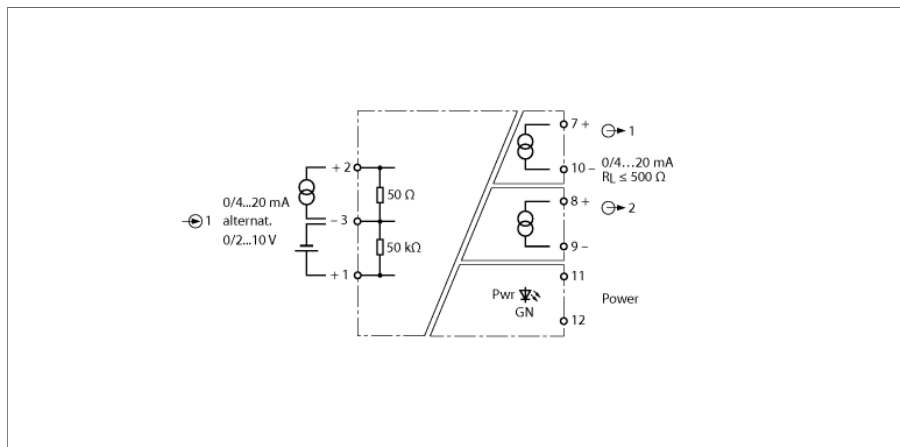 7 +
1
10 –
0/4...20 mA
RL ≤ 500 Ω
8 +
2
9 –
+ 2
50 Ω
0/4...20 mA
1 alternat.
– 3
0/2...10 V
50 kΩ
+ 1
11
Pwr
GN
Power
12